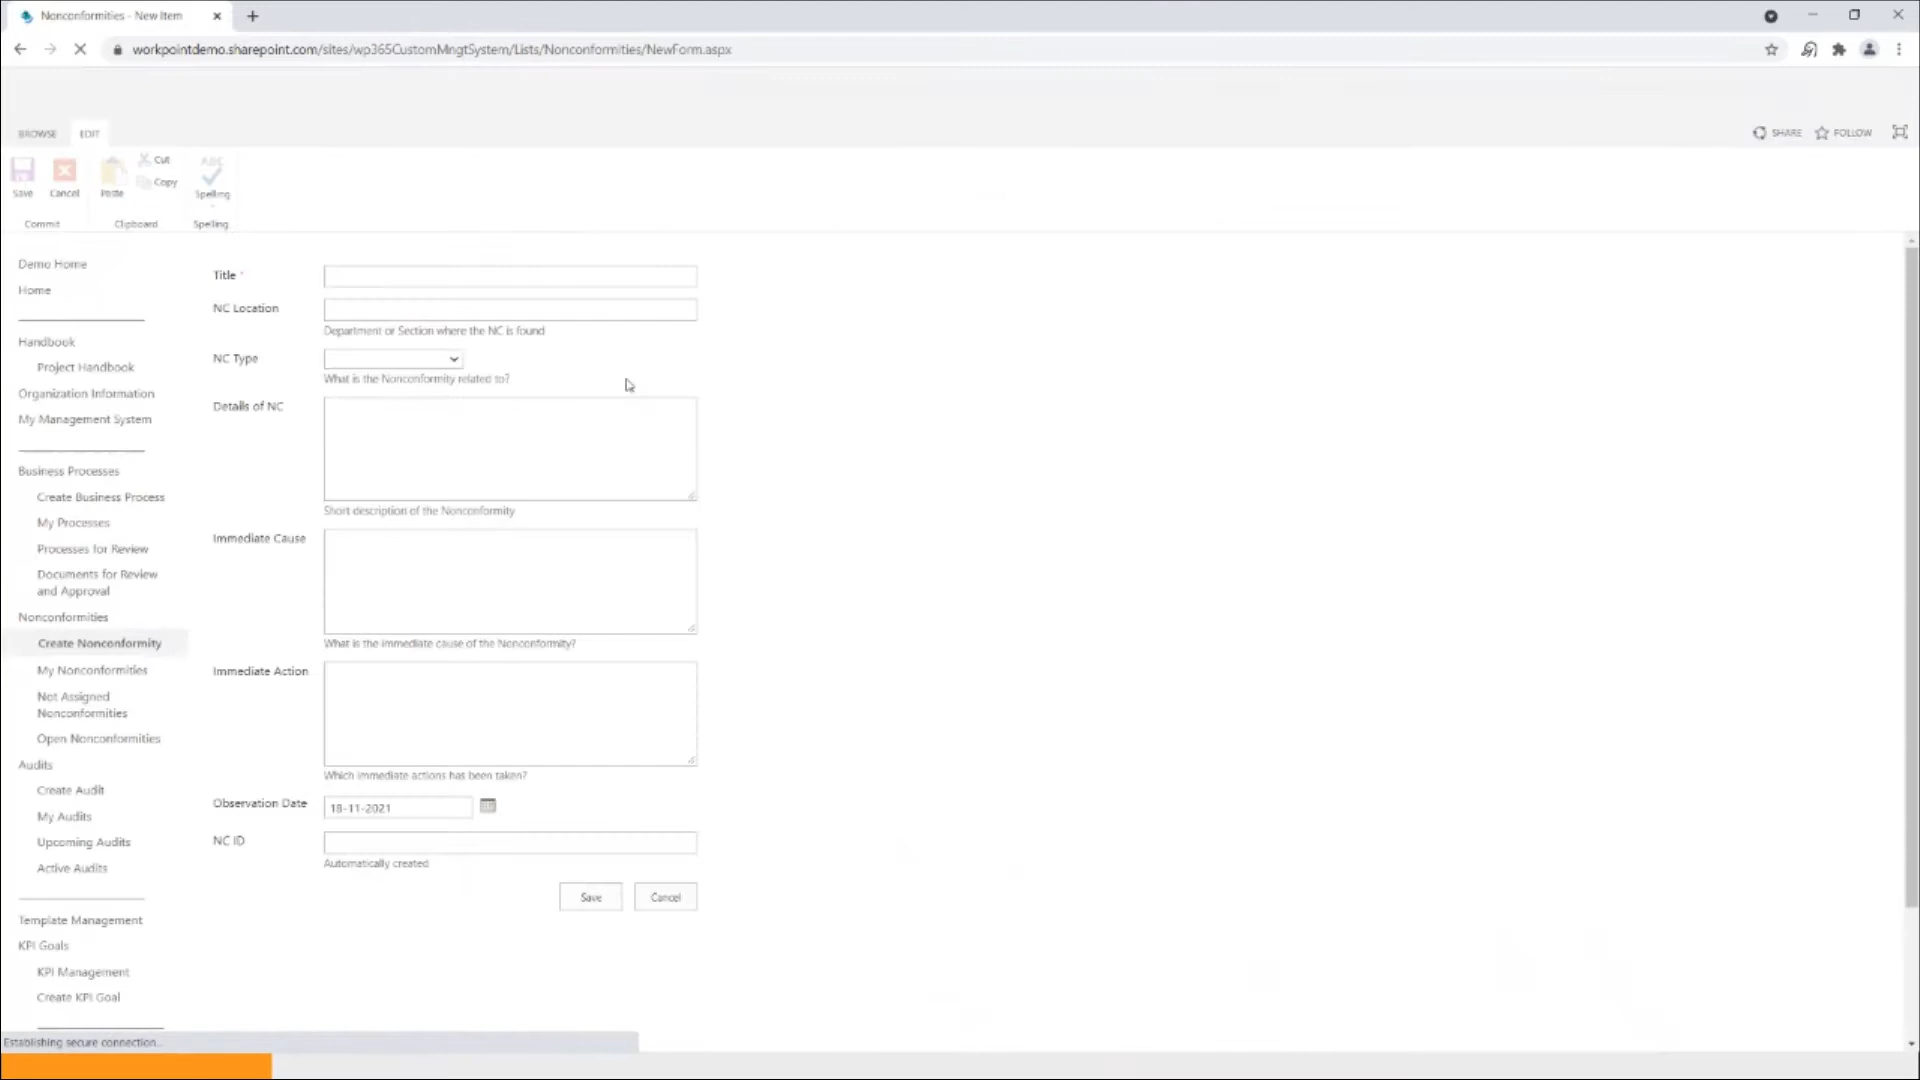 Nonconformities - New Item
workpointdemo.sharepoint.com/sites/wp365CustomMngtSystem/Lists/Nonconformities/NewForm.aspx
BROWSE EDIT
SHARE FOLLOW
Save Cancel Paste Cut Copy ABC Spelling
Commit Clipboard Spelling
Demo Home
Home
Handbook
Project Handbook
Organization Information
My Management System
Business Processes
Create Business Process
My Processes
Processes for Review
Documents for Review
and Approval
Nonconformities
Create Nonconformity
My Nonconformities
Not Assigned
Nonconformities
Open Nonconformities
Audits
Create Audit
My Audits
Upcoming Audits
Active Audits
Template Management
KPI Goals
KPI Management
Create KPI Goal
Title *
NC Location
Department or Section where the NC is found
NC Type
What is the Nonconformity related to?
Details of NC
Short description of the Nonconformity
Immediate Cause
What is the immediate cause of the Nonconformity?
Immediate Action
Which immediate actions has been taken?
Observation Date 18-11-2021
NC ID
Automatically created
Save Cancel
Establishing secure connection...